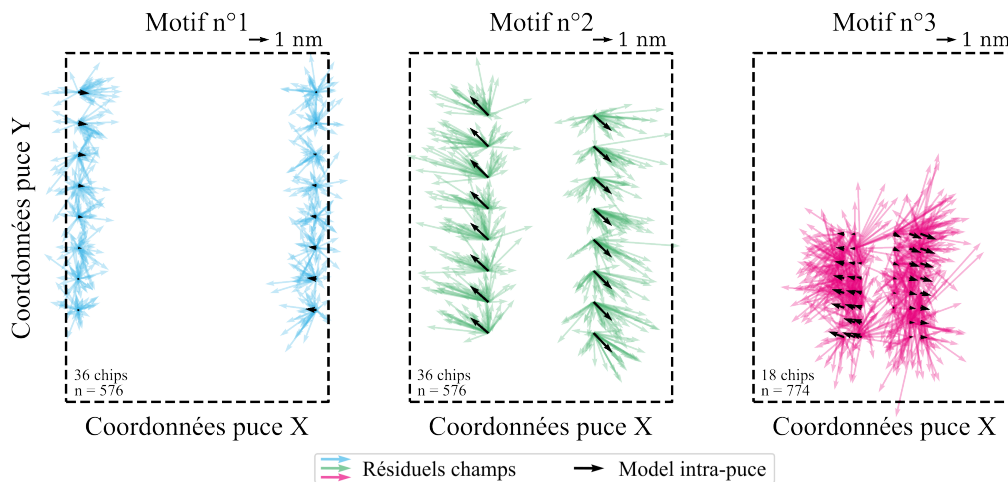 Motif n°1
1 nm
Motif n°2
1 nm
Motif n°3
1 nm
Coordonnées puce Y
36 chips
n = 576
36 chips
n = 576
18 chips
n = 774
Coordonnées puce X
Coordonnées puce X
Coordonnées puce X
Résiduels champs
Model intra-puce